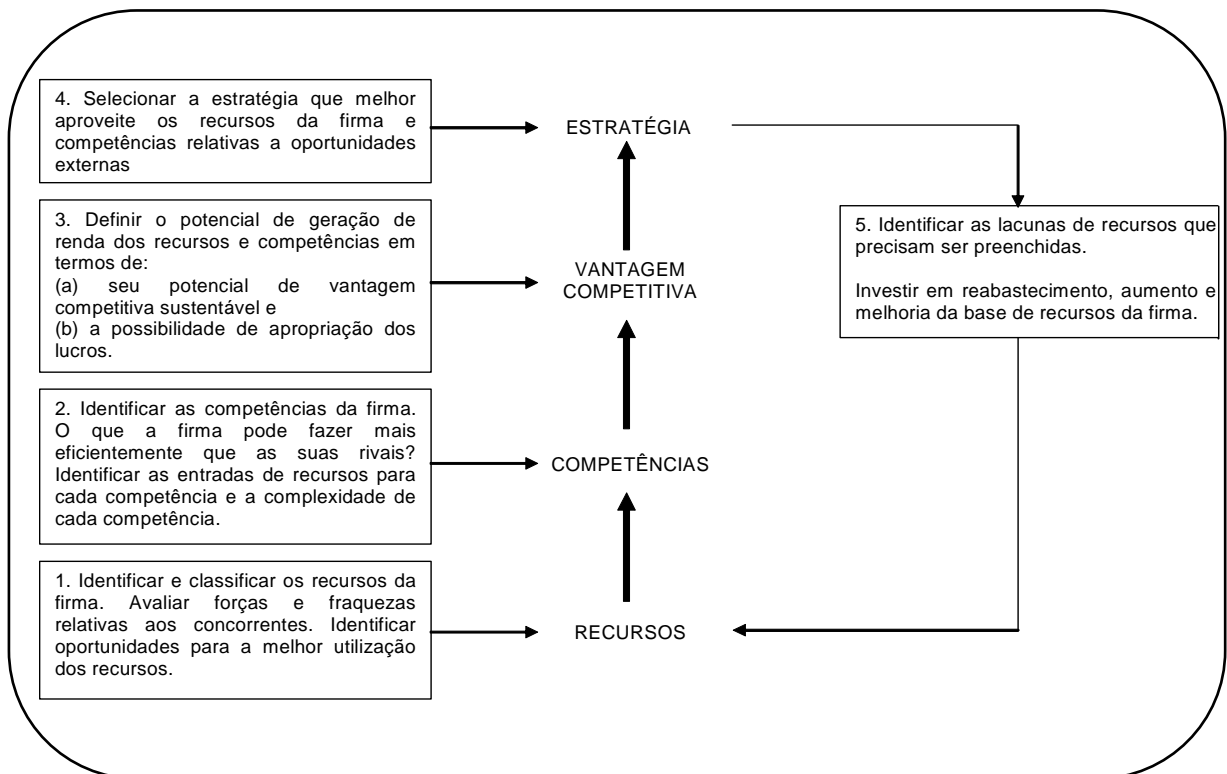 4. Selecionar a estratégia que melhor
aproveite os recursos da firma e
competências relativas a oportunidades
externas
ESTRATÉGIA
3. Definir o potencial de geração de
renda dos recursos e competências em
termos de:
(a) seu potencial de vantagem
competitiva sustentável e
(b) a possibilidade de apropriação dos
lucros.
VANTAGEM
COMPETITIVA
5. Identificar as lacunas de recursos que
precisam ser preenchidas.
Investir em reabastecimento, aumento e
melhoria da base de recursos da firma.
2. Identificar as competências da firma.
O que a firma pode fazer mais
eficientemente que as suas rivais?
Identificar as entradas de recursos para
cada competência e a complexidade de
cada competência.
COMPETÊNCIAS
1. Identificar e classificar os recursos da
firma. Avaliar forças e fraquezas
relativas aos concorrentes. Identificar
oportunidades para a melhor utilização
dos recursos.
RECURSOS